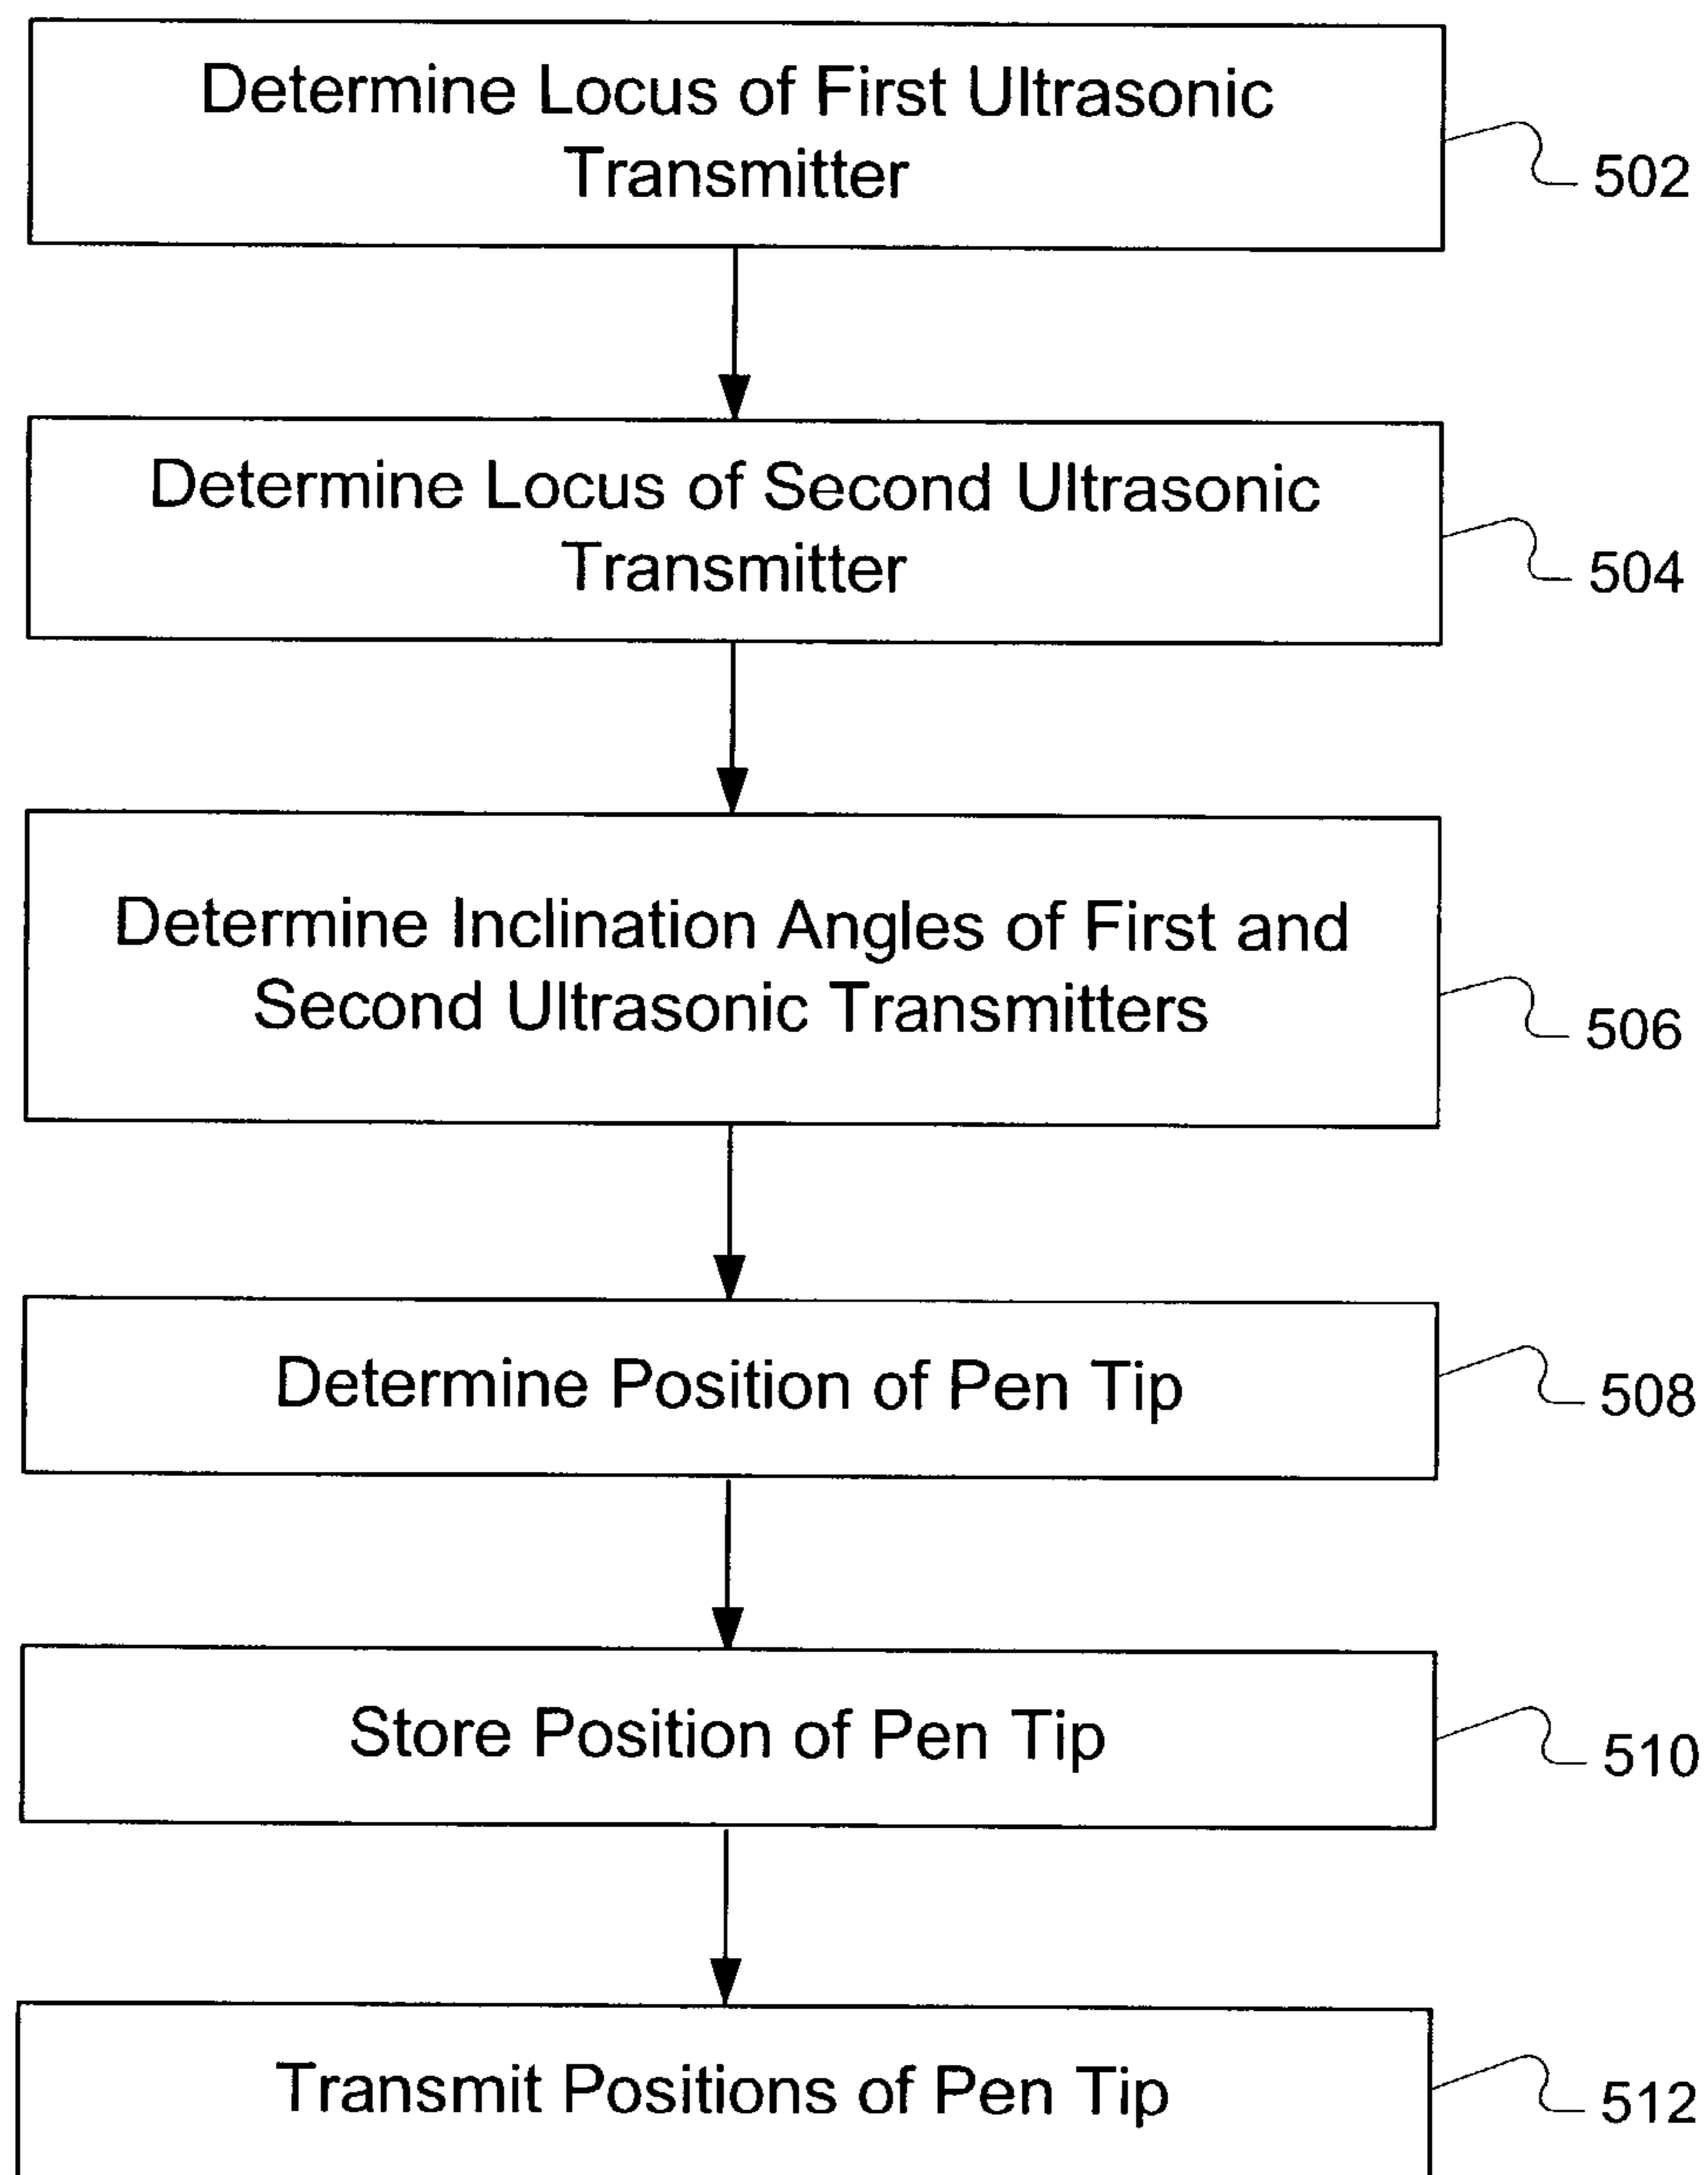 Determine Locus of First Ultrasonic
Transmitter
502
Determine Locus of Second Ultrasonic
Transmitter
504
Determine Inclination Angles of First and
Second Ultrasonic Transmitters
506
Determine Position of Pen Tip
508
Store Position of Pen Tip
510
Transmit Positions of Pen Tip
512